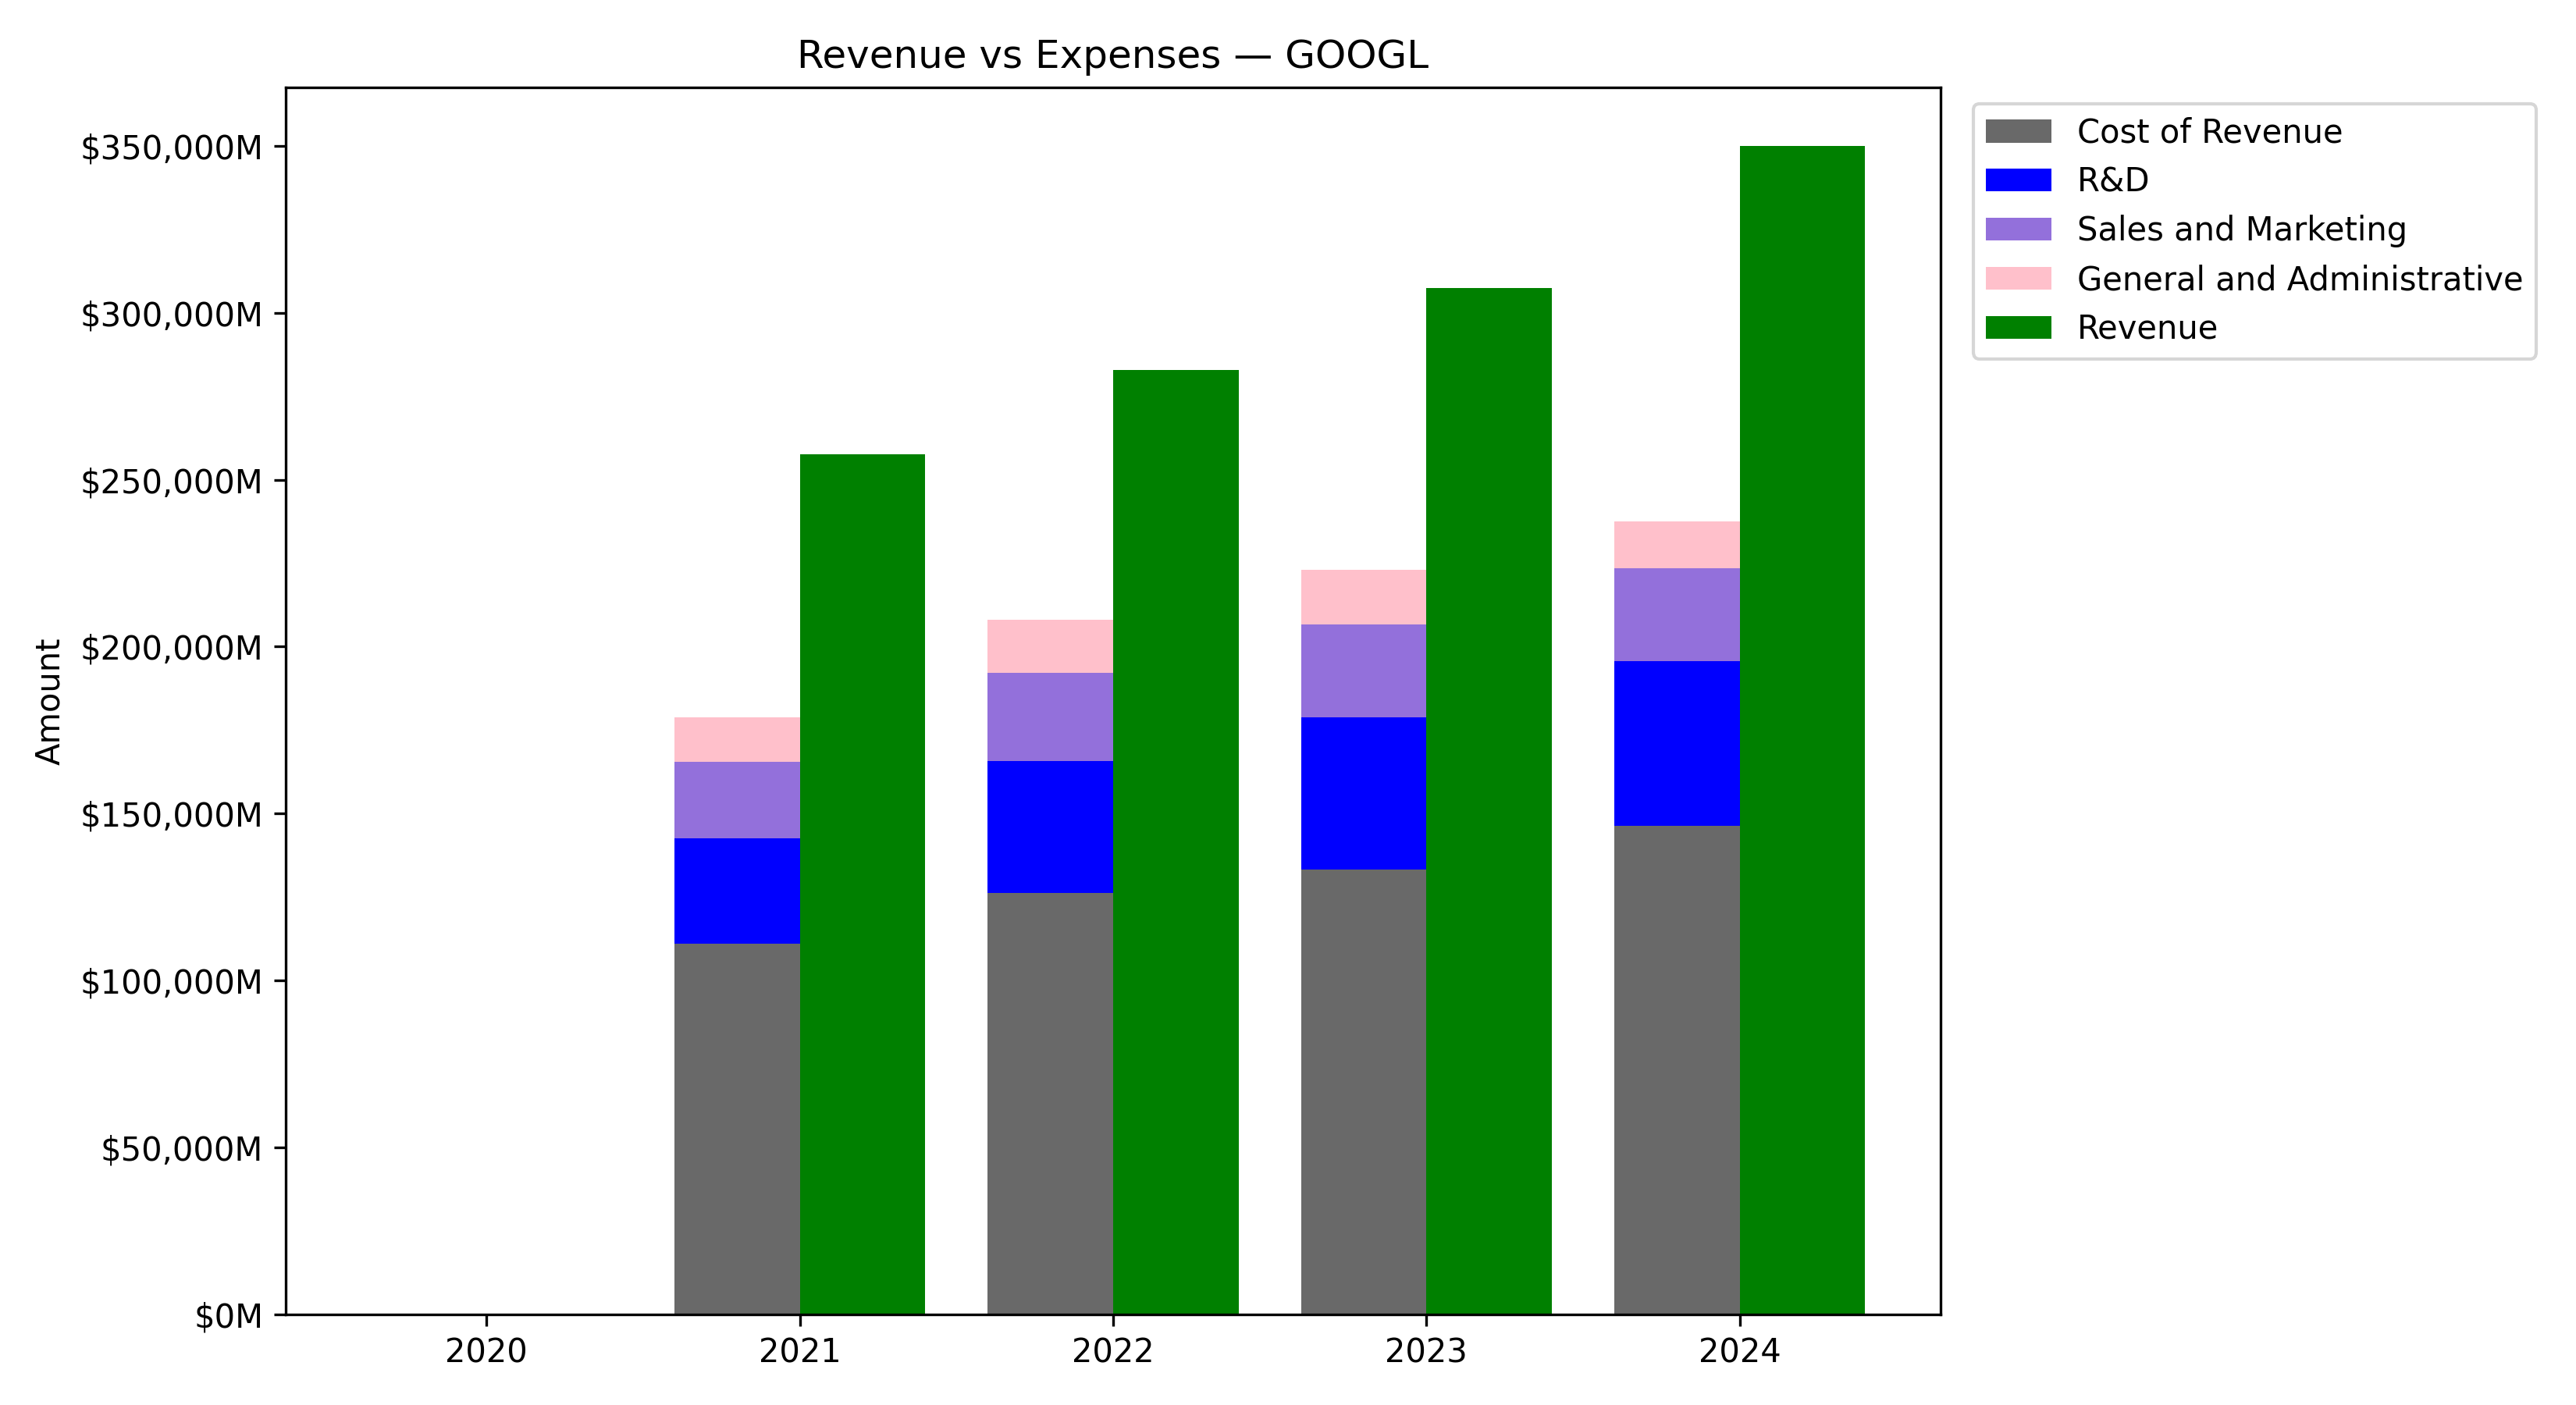 Revenue vs Expenses — GOOGL
Cost of Revenue
R&D
Sales and Marketing
General and Administrative
Revenue
Amount
$350,000M
$300,000M
$250,000M
$200,000M
$150,000M
$100,000M
$50,000M
$0M
2020 2021 2022 2023 2024